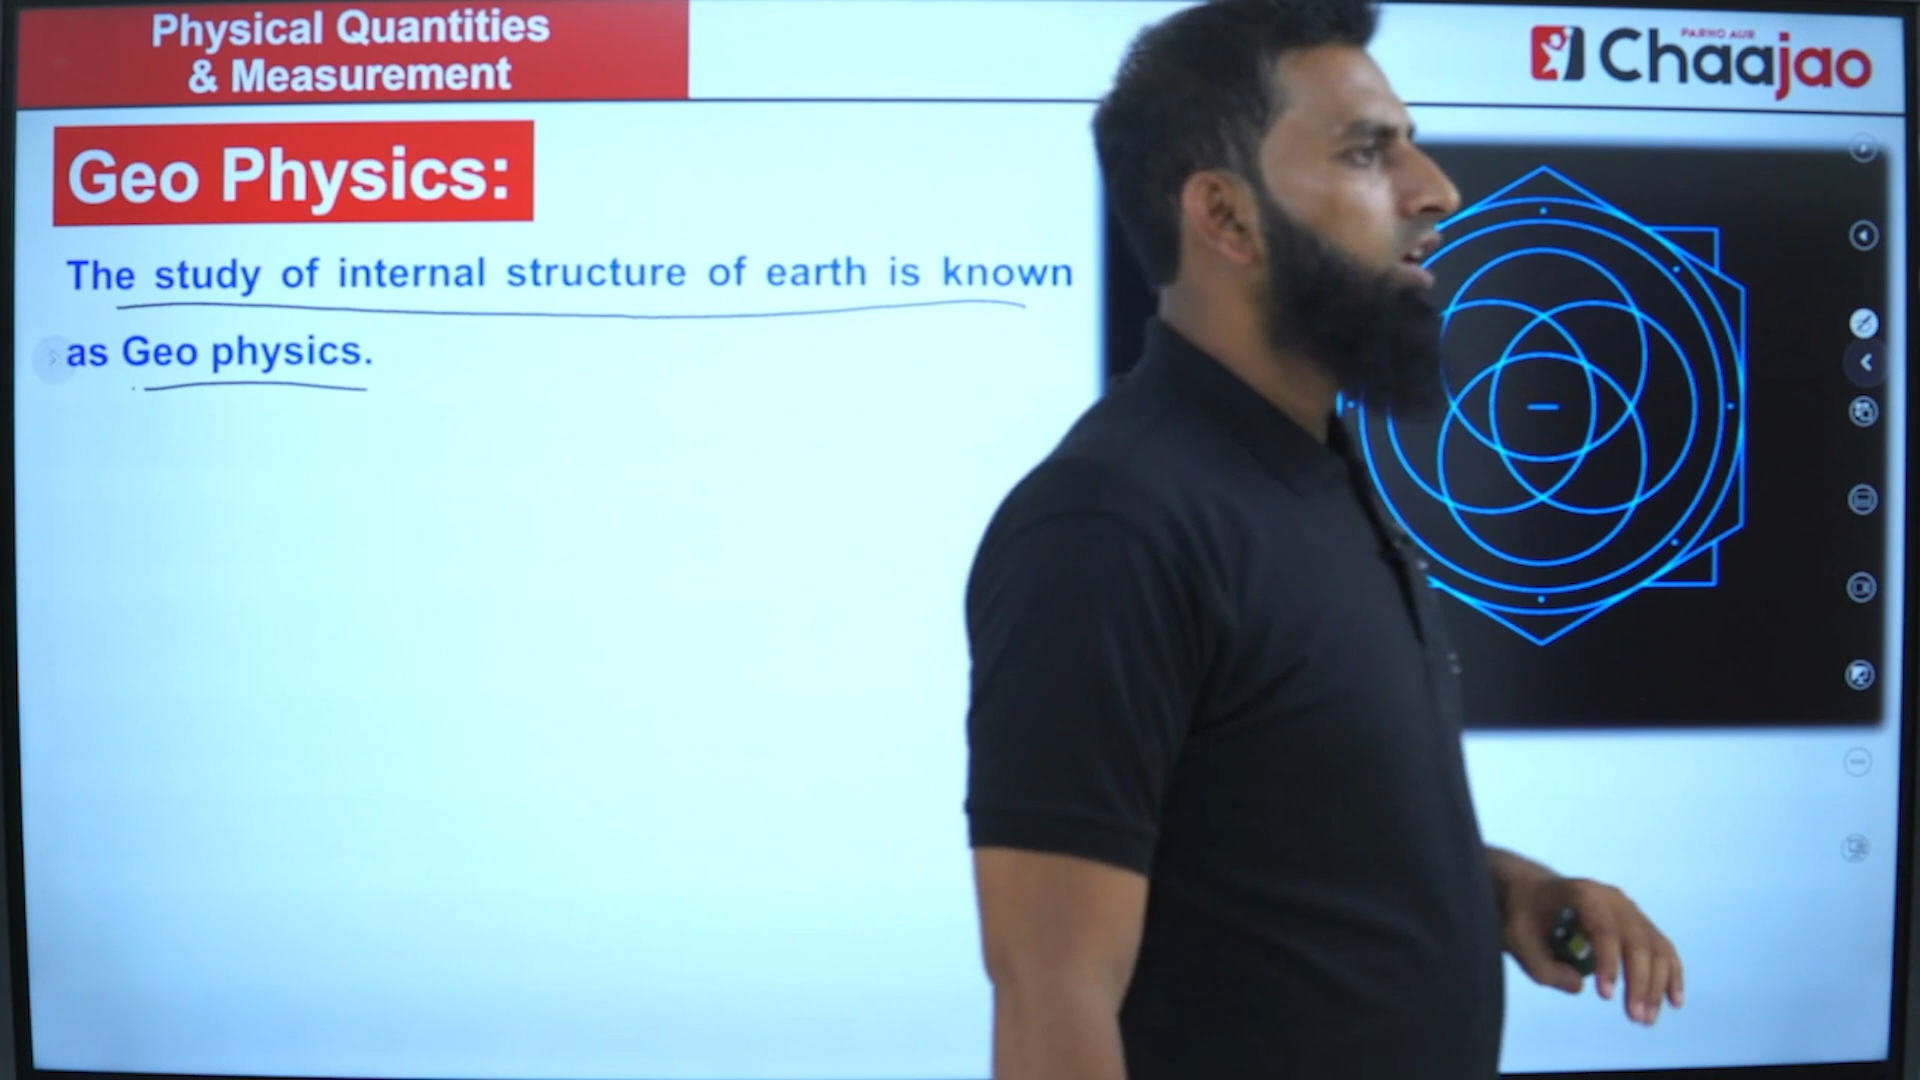 Physical Quantities
& Measurement
PARHO AUR
Chaajao
Geo Physics:
The study of internal structure of earth is known
as Geo physics.